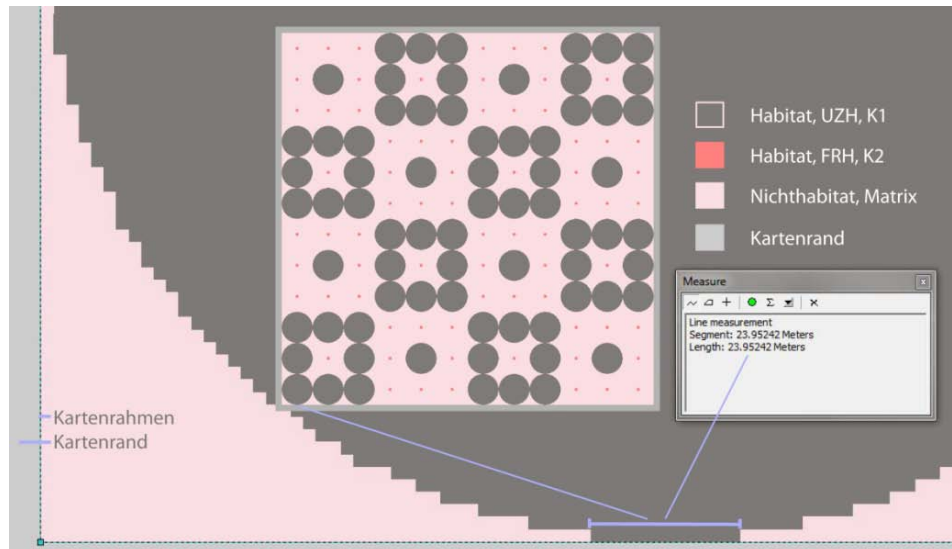 Habitat, UZH, K1
Habitat, FRH, K2
Nichthabitat, Matrix
Kartenrand
Measure
Line measurement
Segment: 23.95242 Meters
Length: 23.95242 Meters
Kartenrahmen
Kartenrand